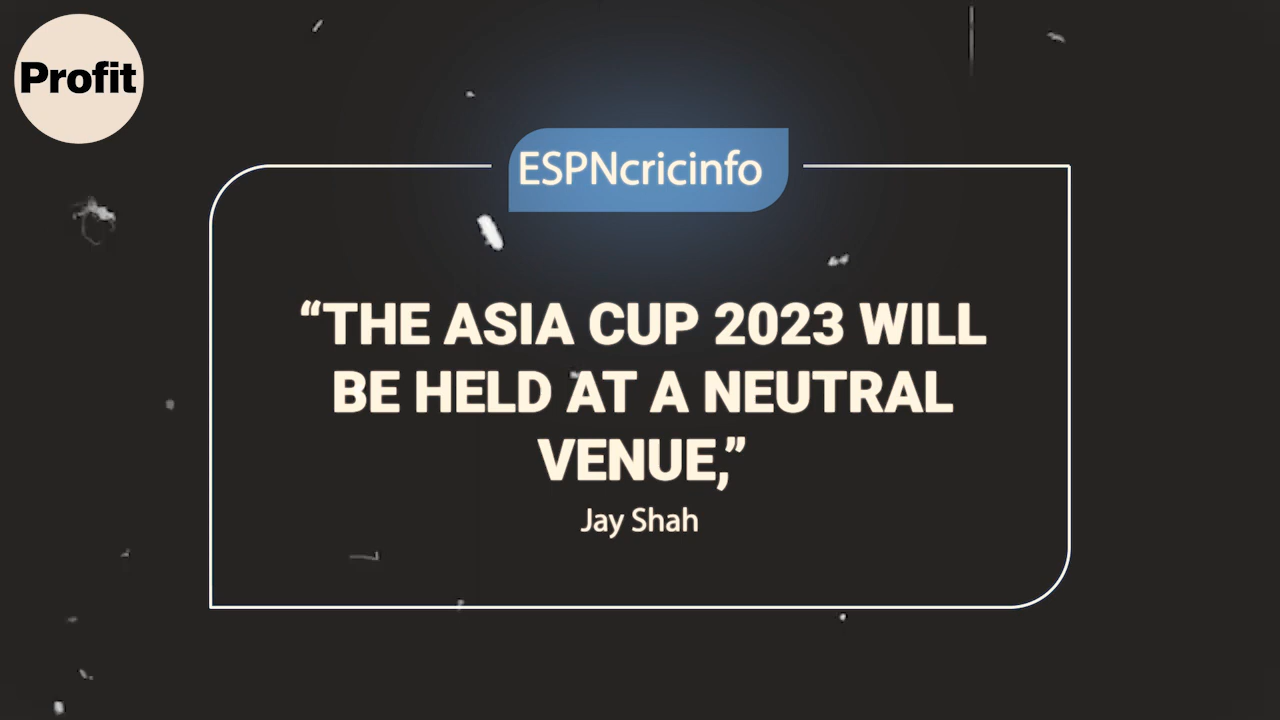 Profit
ESPNcricinfo
“THE ASIA CUP 2023 WILL
BE HELD AT A NEUTRAL
VENUE,”
Jay Shah